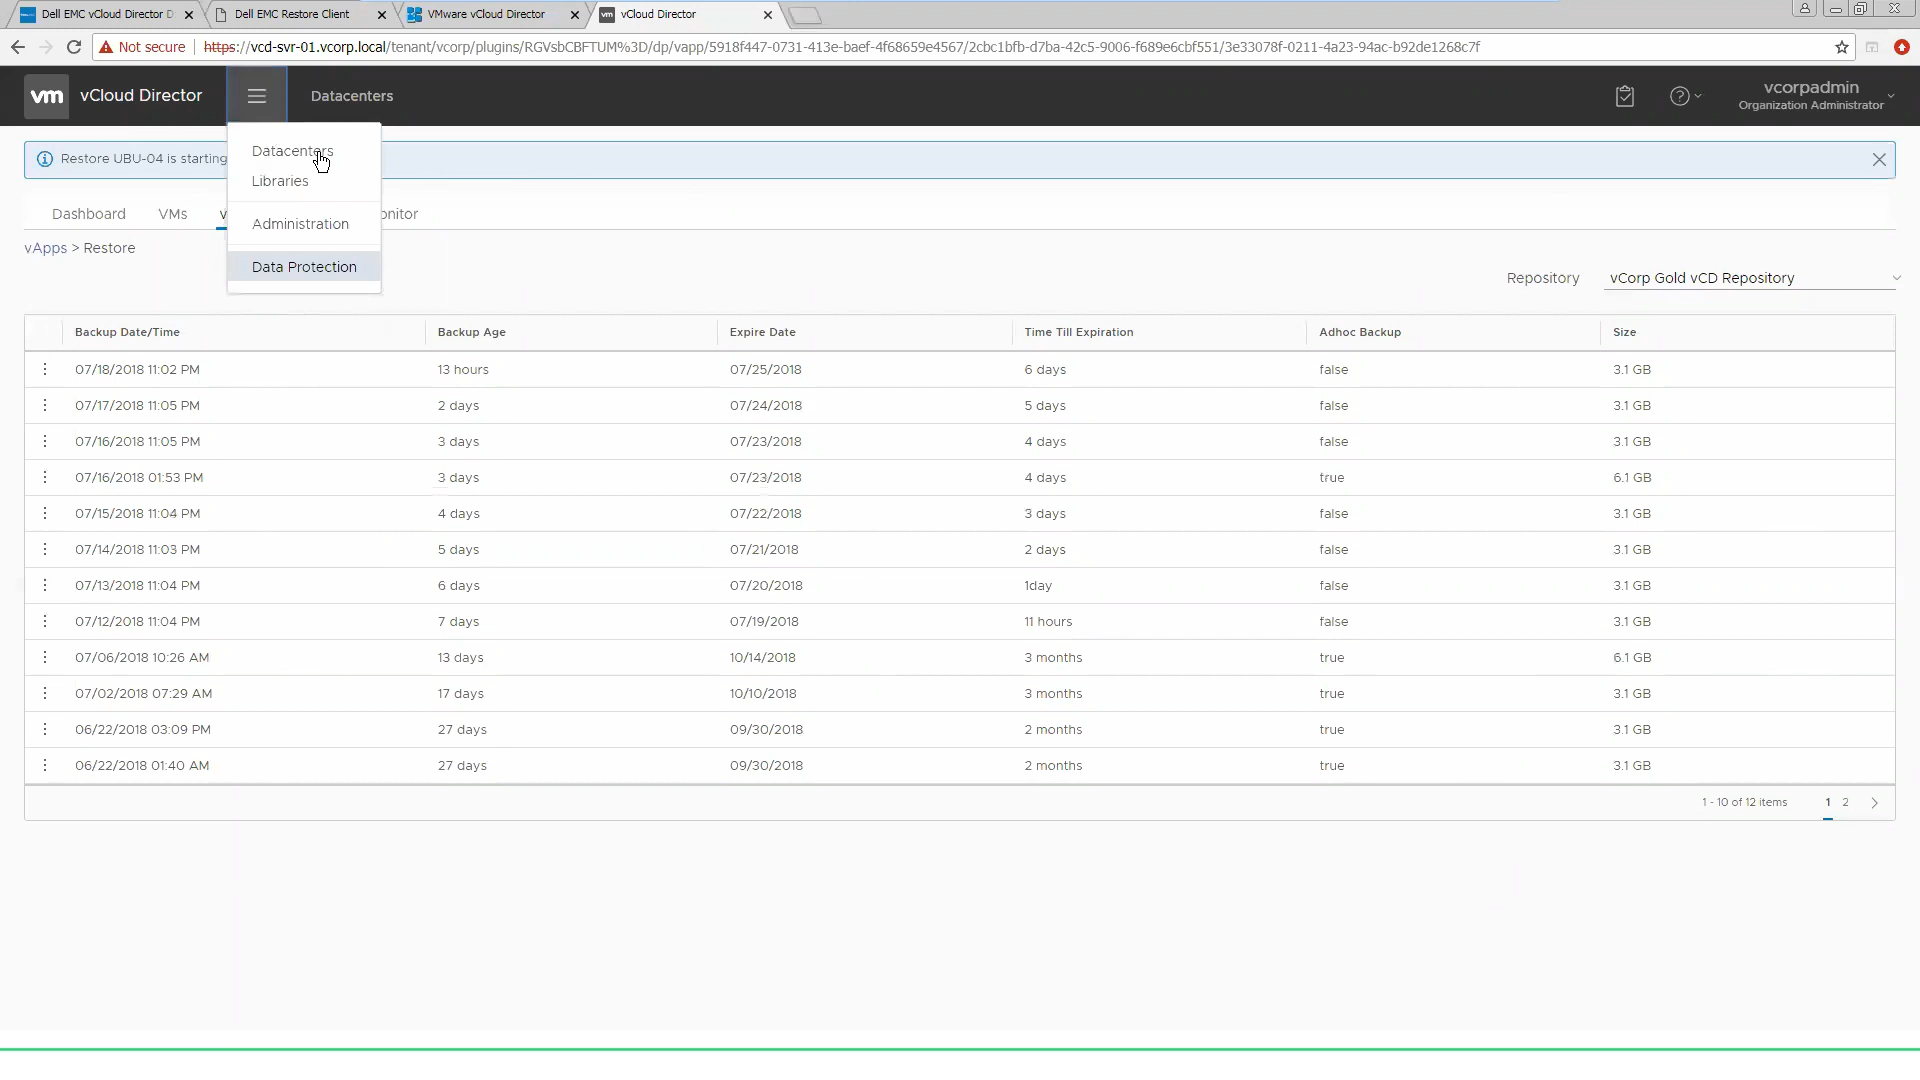 Dell EMC vCloud Director D
Dell EMC Restore Client
VMware vCloud Director
vCloud Director
Not secure
https://vcd-svr-01.vcorp.local/tenant/vcorp/plugins/RGVsbCBFTUM%3D/dp/vapp/5918f447-0731-413e-baef-4f68659e4567/2cbc1bfb-d7ba-42c5-9006-f689e6cbf551/3e33078f-0211-4a23-94ac-b92de1268c7f
vm vCloud Director Datacenters
vcorpadmin
Organization Administrator
Restore UBU-04 is starting
Datacenters
Libraries
Administration
Data Protection
Dashboard VMs v onitor
vApps > Restore
Repository vCorp Gold vCD Repository
Backup Date/Time Backup Age Expire Date Time Till Expiration Adhoc Backup Size
07/18/2018 11:02 PM 13 hours 07/25/2018 6 days false 3.1 GB
07/17/2018 11:05 PM 2 days 07/24/2018 5 days false 3.1 GB
07/16/2018 11:05 PM 3 days 07/23/2018 4 days false 3.1 GB
07/16/2018 01:53 PM 3 days 07/23/2018 4 days true 6.1 GB
07/15/2018 11:04 PM 4 days 07/22/2018 3 days false 3.1 GB
07/14/2018 11:03 PM 5 days 07/21/2018 2 days false 3.1 GB
07/13/2018 11:04 PM 6 days 07/20/2018 1day false 3.1 GB
07/12/2018 11:04 PM 7 days 07/19/2018 11 hours false 3.1 GB
07/06/2018 10:26 AM 13 days 10/14/2018 3 months true 6.1 GB
07/02/2018 07:29 AM 17 days 10/10/2018 3 months true 3.1 GB
06/22/2018 03:09 PM 27 days 09/30/2018 2 months true 3.1 GB
06/22/2018 01:40 AM 27 days 09/30/2018 2 months true 3.1 GB
1 - 10 of 12 items 1 2